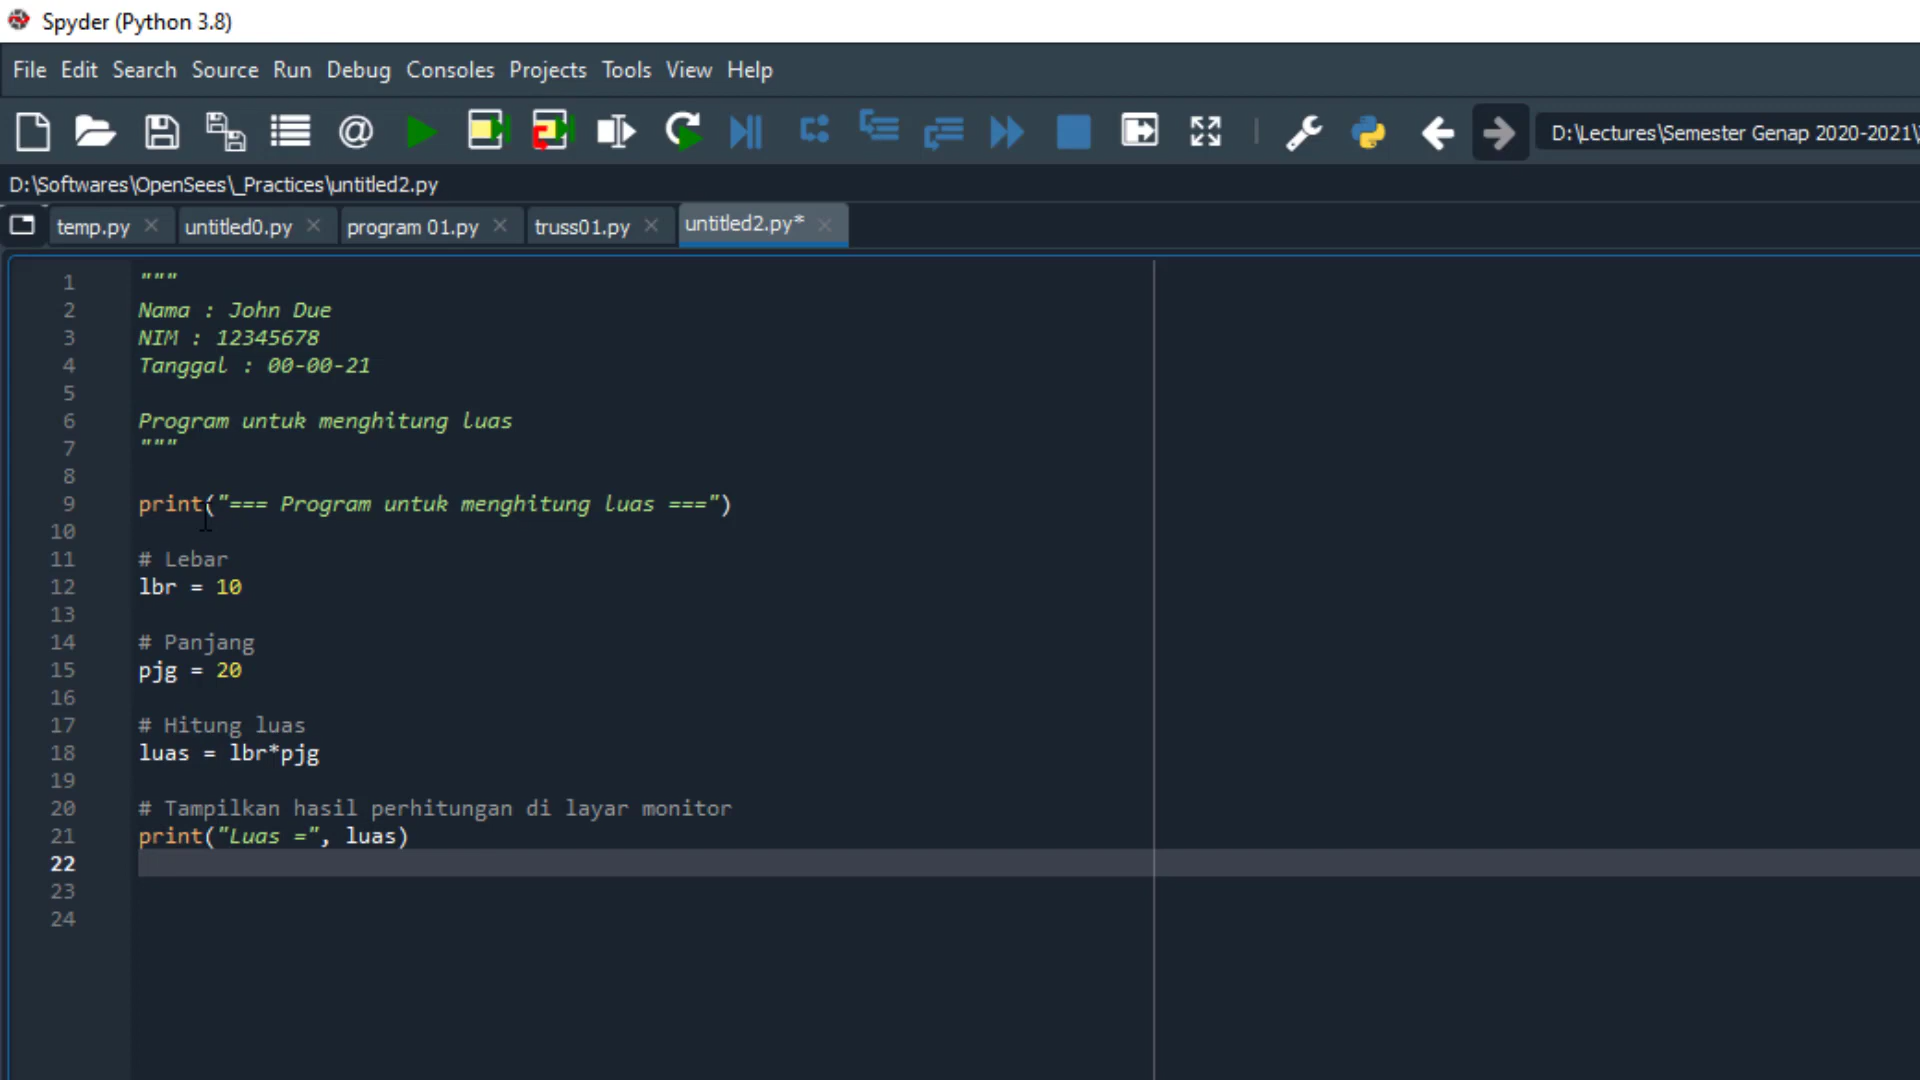 Spyder (Python 3.8)
File Edit Search Source Run Debug Consoles Projects Tools View Help
D:\Lectures\Semester Genap 2020-2021\
D:\Softwares\OpenSees\_Practices\untitled2.py
temp.py untitled0.py program 01.py truss01.py untitled2.py*
1 """
2 Nama : John Due
3 NIM : 12345678
4 Tanggal : 00-00-21
5
6 Program untuk menghitung luas
7 """
8
9 print("=== Program untuk menghitung luas ===")
10
11 # Lebar
12 lbr = 10
13
14 # Panjang
15 pjg = 20
16
17 # Hitung luas
18 luas = lbr*pjg
19
20 # Tampilkan hasil perhitungan di layar monitor
21 print("Luas =", luas)
22
23
24